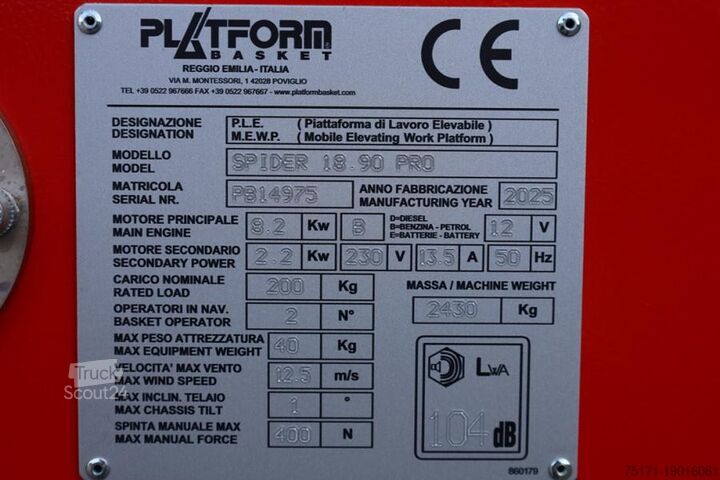 PLATFORM
BASKET
REGGIO EMILIA - ITALIA
VIA M. MONTESSORI, 1 42028 POVIGLIO
TEL +39 0522 967666 FAX +39 0522 967667 - www.platformbasket.com
CE
DESIGNAZIONE P.L.E. ( Piattaforma di Lavoro Elevabile )
DESIGNATION M.E.W.P. ( Mobile Elevating Work Platform )
MODELLO
MODEL SPIDER 18.90 PRO
MATRICOLA ANNO FABBRICAZIONE
SERIAL NR. PB14975 MANUFACTURING YEAR 2025
MOTORE PRINCIPALE D=DIESEL
MAIN ENGINE 8.2 Kw B B=BENZINA - PETROL 12 V
E=BATTERIE - BATTERY
MOTORE SECONDARIO
SECONDARY POWER 2.2 Kw 230 V 13.5 A 50 Hz
CARICO NOMINALE
RATED LOAD 200 Kg MASSA / MACHINE WEIGHT
OPERATORI IN NAV. 2430 Kg
BASKET OPERATOR 2 N°
MAX PESO ATTREZZATURA
MAX EQUIPMENT WEIGHT 40 Kg
VELOCITA' MAX VENTO
MAX WIND SPEED 12.5 m/s LWA
MAX INCLIN. TELAIO
MAX CHASSIS TILT 1 °
SPINTA MANUALE MAX 104 dB
MAX MANUAL FORCE 400 N
860179
Truck
Scout24
75171-19016061